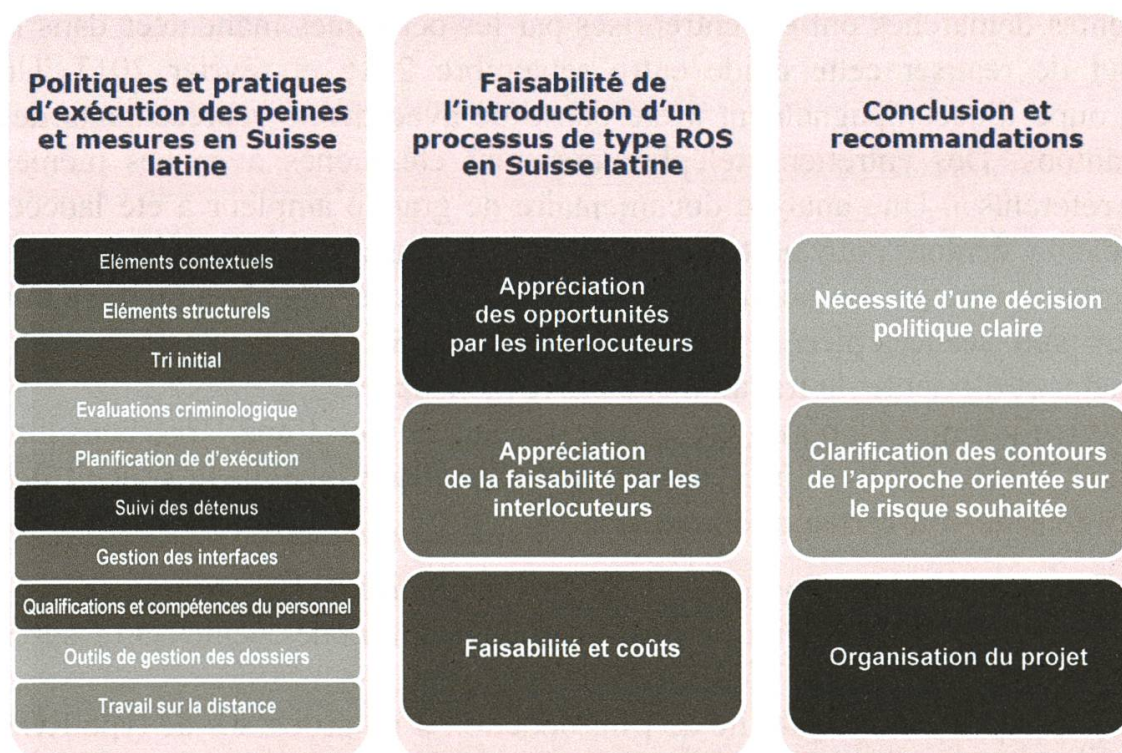 Politiques et pratiques
d'exécution des peines
et mesures en Suisse
latine
Eléments contextuels
Eléments structurels
Tri initial
Evaluations criminologique
Planification de d'exécution
Suivi des détenus
Gestion des interfaces
Qualifications et compétences du personnel
Outils de gestion des dossiers
Travail sur la distance
Faisabilité de
l'introduction d'un
processus de type ROS
en Suisse latine
Appréciation
des opportunités
par les interlocuteurs
Appréciation
de la faisabilité par les
interlocuteurs
Faisabilité et coûts
Conclusion et
recommandations
Nécessité d'une décision
politique claire
Clarification des contours
de l'approche orientée sur
le risque souhaitée
Organisation du projet